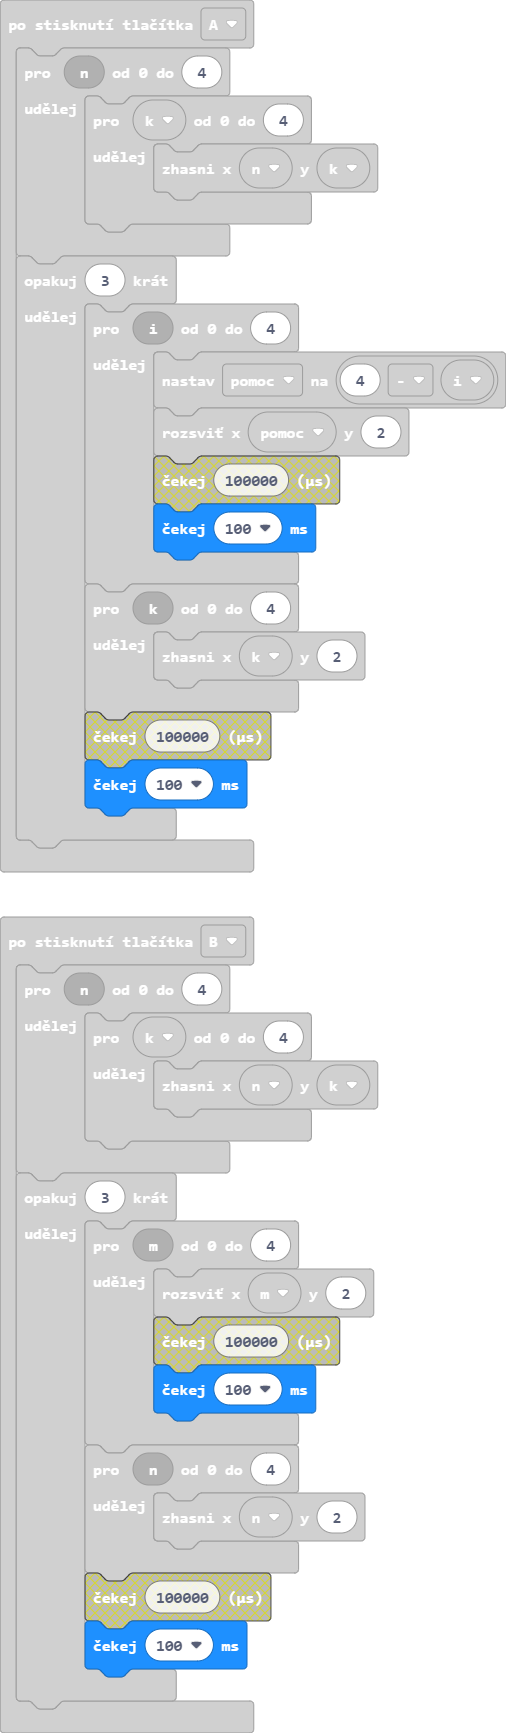 po stisknutí tlačítka A
pro n od 0 do 4
udělej
pro k od 0 do 4
udělej
zhasni x n y k
opakuj 3 krát
udělej
pro i od 0 do 4
udělej
nastav pomoc na 4 - i
rozsviť x pomoc y 2
čekej 100000 (µs)
čekej 100 ms
pro k od 0 do 4
udělej
zhasni x k y 2
čekej 100000 (µs)
čekej 100 ms
po stisknutí tlačítka B
pro n od 0 do 4
udělej
pro k od 0 do 4
udělej
zhasni x n y k
opakuj 3 krát
udělej
pro m od 0 do 4
udělej
rozsviť x m y 2
čekej 100000 (µs)
čekej 100 ms
pro n od 0 do 4
udělej
zhasni x n y 2
čekej 100000 (µs)
čekej 100 ms